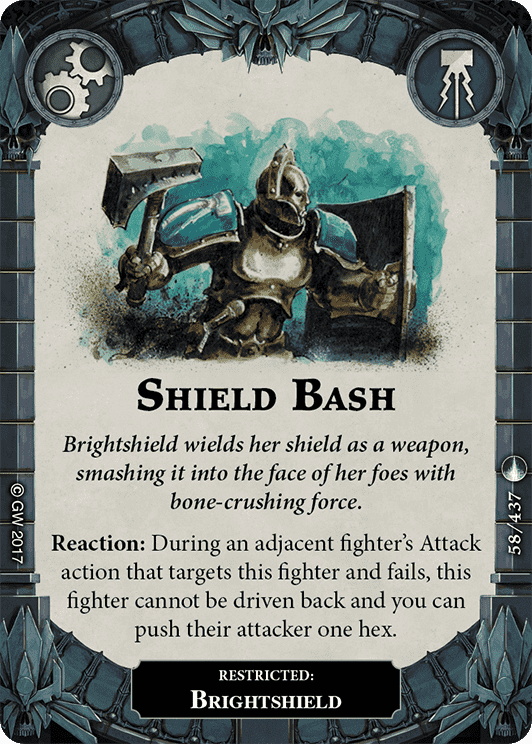 Shield Bash
Brightshield wields her shield as a weapon,
smashing it into the face of her foes with
bone-crushing force.
Reaction: During an adjacent fighter's Attack
action that targets this fighter and fails, this
fighter cannot be driven back and you can
push their attacker one hex.
RESTRICTED:
Brightshield
© GW 2017
58/437